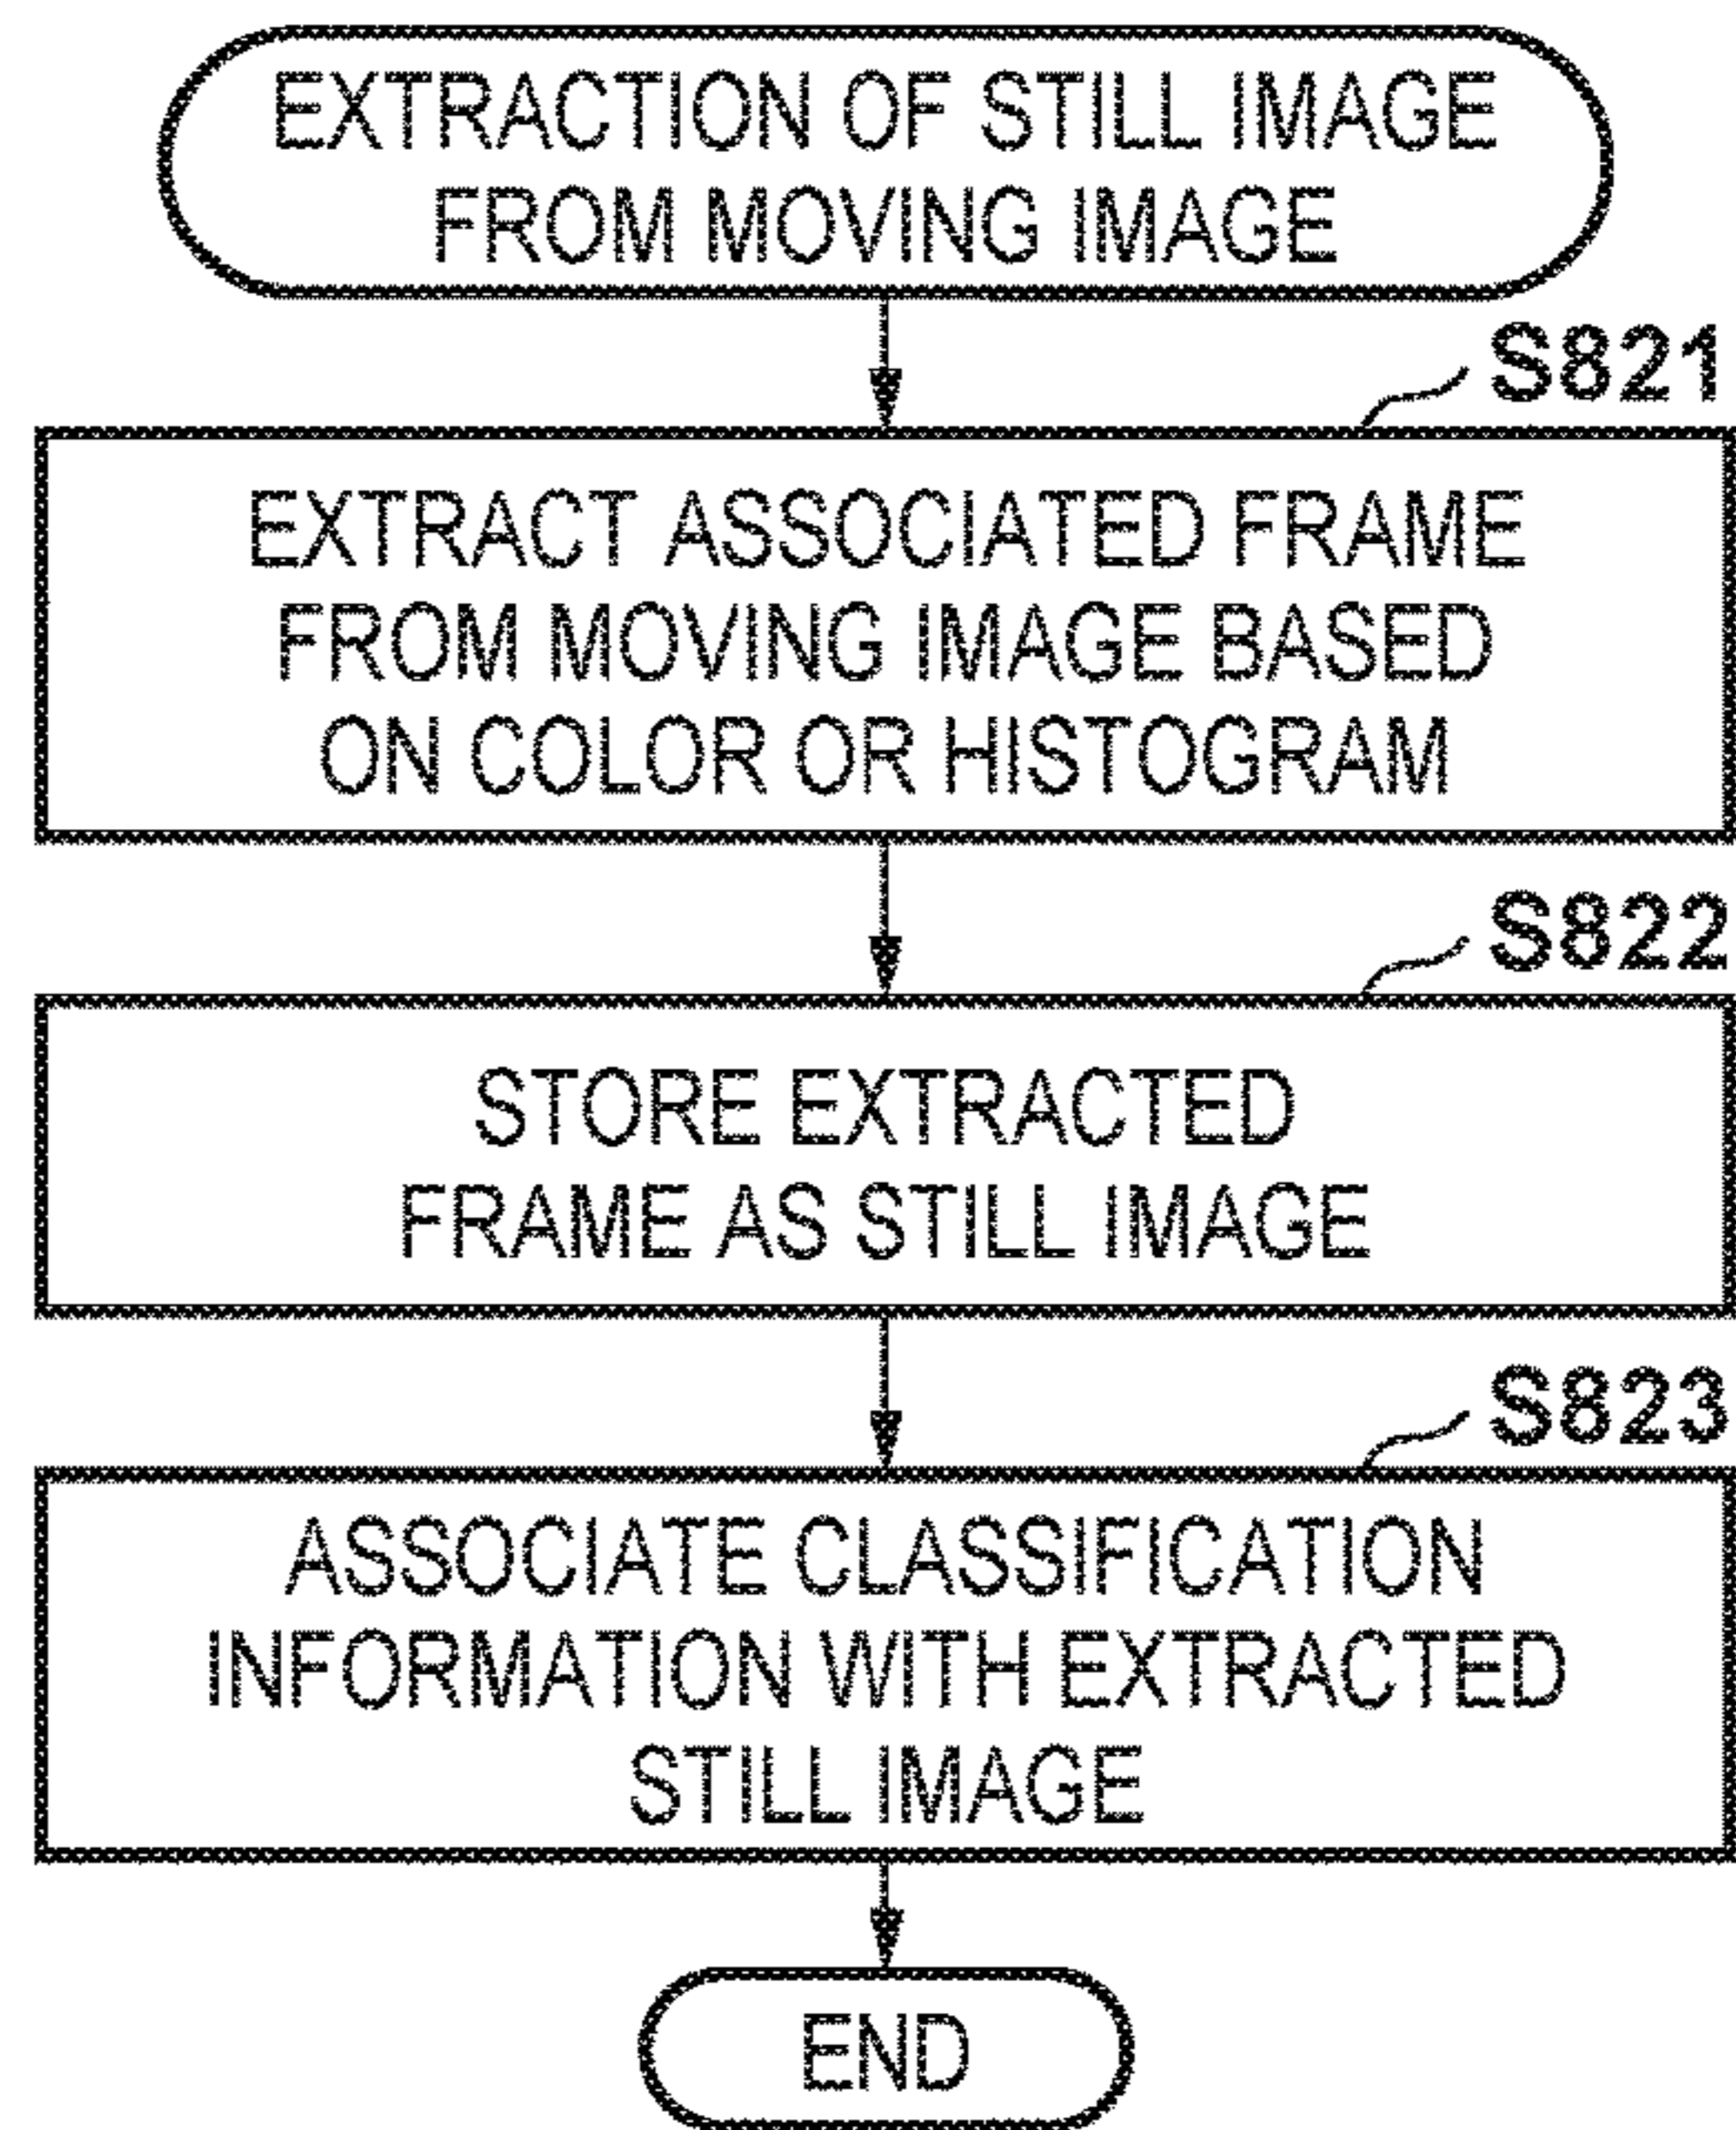 EXTRACTION OF STILL IMAGE
FROM MOVING IMAGE
S821
EXTRACT ASSOCIATED FRAME
FROM MOVING IMAGE BASED
ON COLOR OR HISTOGRAM
S822
STORE EXTRACTED
FRAME AS STILL IMAGE
S823
ASSOCIATE CLASSIFICATION
INFORMATION WITH EXTRACTED
STILL IMAGE
END